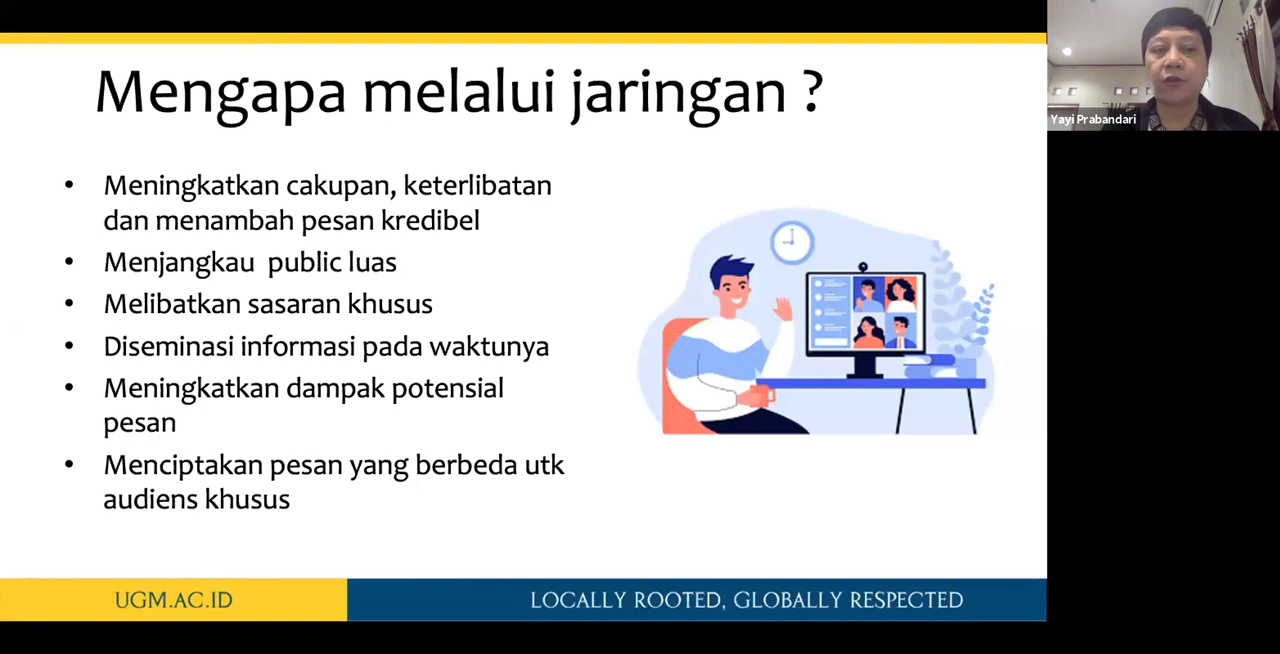 Mengapa melalui jaringan ?
Yayi Prabandari
• Meningkatkan cakupan, keterlibatan
dan menambah pesan kredibel
• Menjangkau  public luas
• Melibatkan sasaran khusus
• Diseminasi informasi pada waktunya
• Meningkatkan dampak potensial
pesan
• Menciptakan pesan yang berbeda utk
audiens khusus
UGM.AC.ID
LOCALLY ROOTED, GLOBALLY RESPECTED